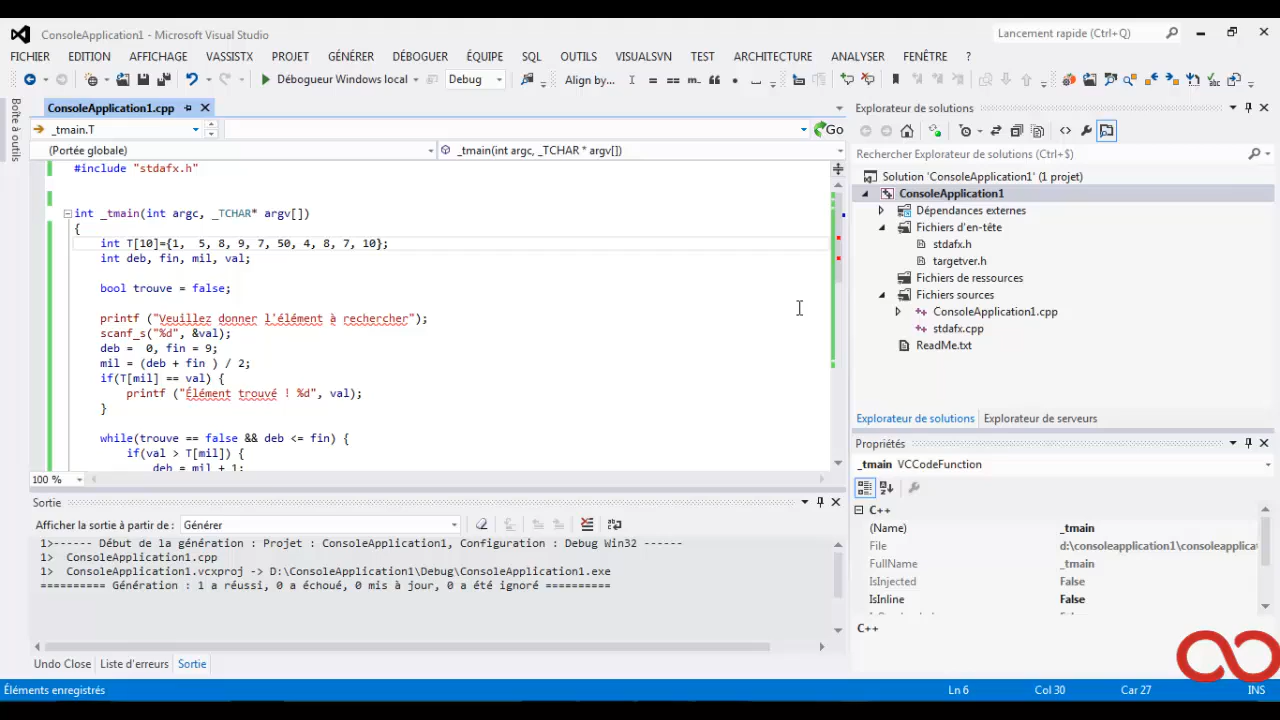 ConsoleApplication1 - Microsoft Visual Studio
Lancement rapide (Ctrl+Q)
FICHIER EDITION AFFICHAGE VASSISTX PROJET GÉNÉRER DÉBOGUER ÉQUIPE SQL OUTILS VISUALSVN TEST ARCHITECTURE ANALYSER FENÊTRE ?
Débogueur Windows local Debug Align by...
Boîte à outils
ConsoleApplication1.cpp
_tmain.T
Go
(Portée globale) _tmain(int argc, _TCHAR * argv[])
#include "stdafx.h"
int _tmain(int argc, _TCHAR* argv[])
{
int T[10]={1,  5, 8, 9, 7, 50, 4, 8, 7, 10};
int deb, fin, mil, val;
bool trouve = false;
printf ("Veuillez donner l'élément à rechercher");
scanf_s("%d", &val);
deb =  0, fin = 9;
mil = (deb + fin ) / 2;
if(T[mil] == val) {
printf ("Élément trouvé ! %d", val);
}
while(trouve == false && deb <= fin) {
if(val > T[mil]) {
deb = mil + 1;
100 %
Sortie
Afficher la sortie à partir de : Générer
1>------ Début de la génération : Projet : ConsoleApplication1, Configuration : Debug Win32 ------
1>  ConsoleApplication1.cpp
1>  ConsoleApplication1.vcxproj -> D:\ConsoleApplication1\Debug\ConsoleApplication1.exe
========== Génération : 1 a réussi, 0 a échoué, 0 mis à jour, 0 a été ignoré ==========
Undo Close Liste d'erreurs Sortie
Explorateur de solutions
Rechercher Explorateur de solutions (Ctrl+$)
Solution 'ConsoleApplication1' (1 projet)
ConsoleApplication1
Dépendances externes
Fichiers d'en-tête
stdafx.h
targetver.h
Fichiers de ressources
Fichiers sources
ConsoleApplication1.cpp
stdafx.cpp
ReadMe.txt
Explorateur de solutions Explorateur de serveurs
Propriétés
_tmain VCCodeFunction
C++
(Name) _tmain
File d:\consoleapplication1\consoleapplica
FullName _tmain
IsInjected False
IsInline False
C++
Éléments enregistrés Ln 6 Col 30 Car 27 INS